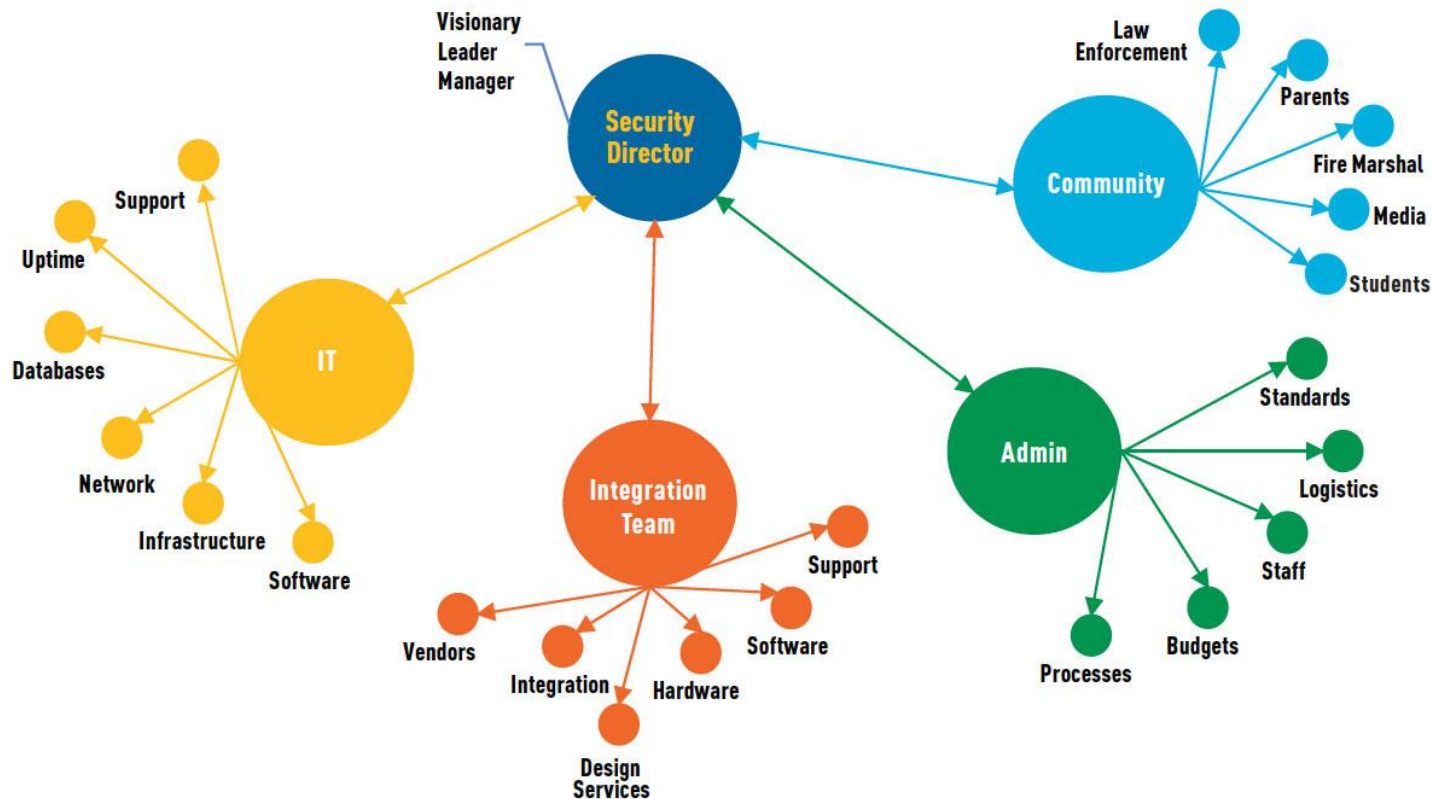 Visionary
Leader
Manager
Security
Director
Law
Enforcement
Parents
Fire Marshal
Media
Students
Community
Support
Uptime
Databases
Network
Infrastructure
Software
IT
Integration
Team
Support
Software
Hardware
Design
Services
Integration
Vendors
Admin
Standards
Logistics
Staff
Budgets
Processes